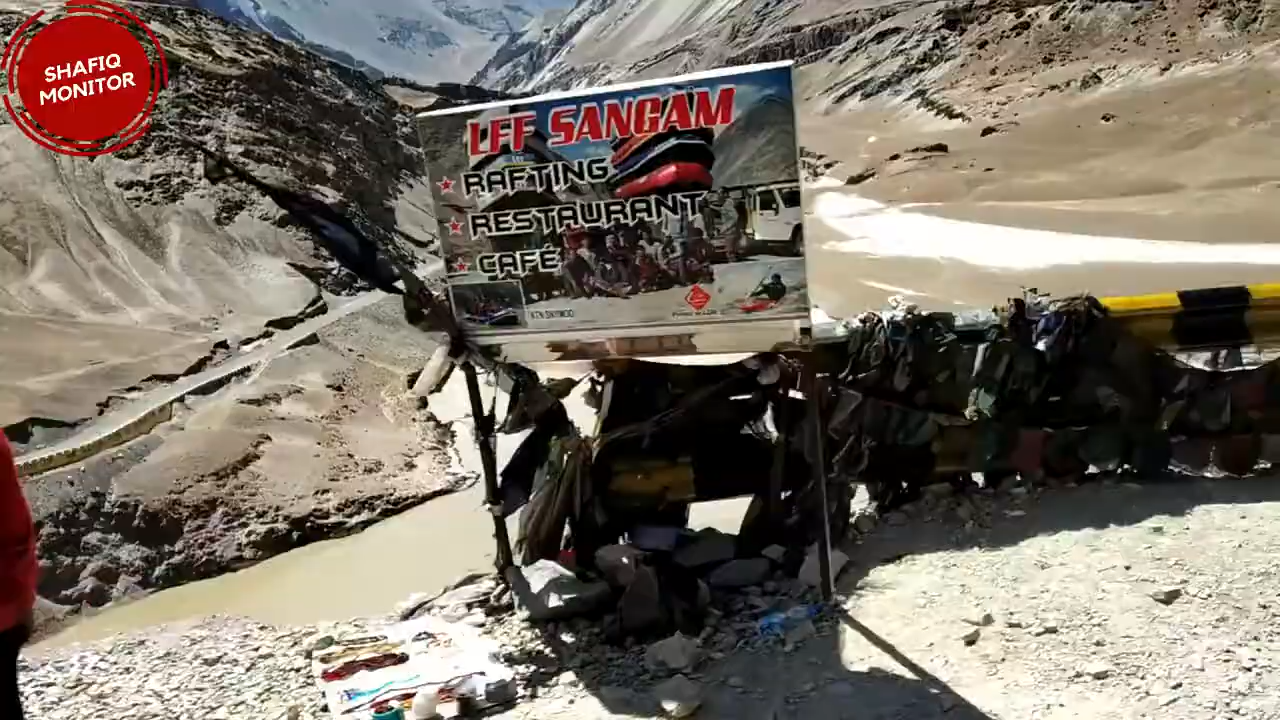 SHAFIQ
MONITOR
LFF SANGAM
RAFTING
RESTAURANT
CAFÉ